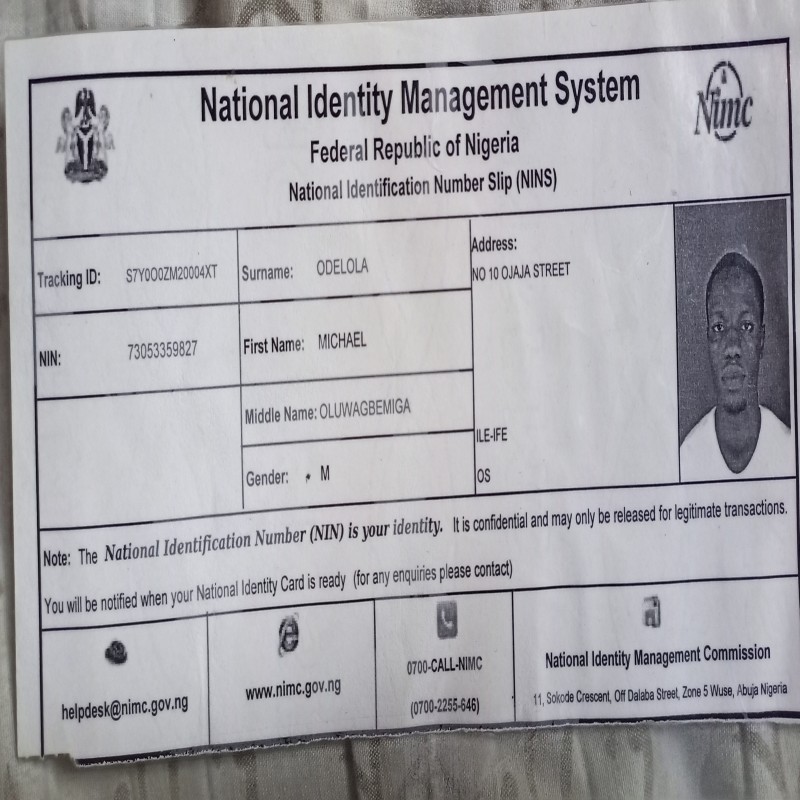 National Identity Management System
Federal Republic of Nigeria
National Identification Number Slip (NINS)
Nimc
Tracking ID: S7Y0O0ZM20004XT
Surname: ODELOLA
Address:
NO 10 OJAJA STREET
NIN: 73053359827
First Name: MICHAEL
Middle Name: OLUWAGBEMIGA
ILE-IFE
Gender: M
OS
Note: The National Identification Number (NIN) is your identity. It is confidential and may only be released for legitimate transactions.
You will be notified when your National Identity Card is ready (for any enquiries please contact)
helpdesk@nimc.gov.ng
www.nimc.gov.ng
0700-CALL-NIMC
(0700-2255-646)
National Identity Management Commission
11, Sokode Crescent, Off Dalaba Street, Zone 5 Wuse, Abuja Nigeria